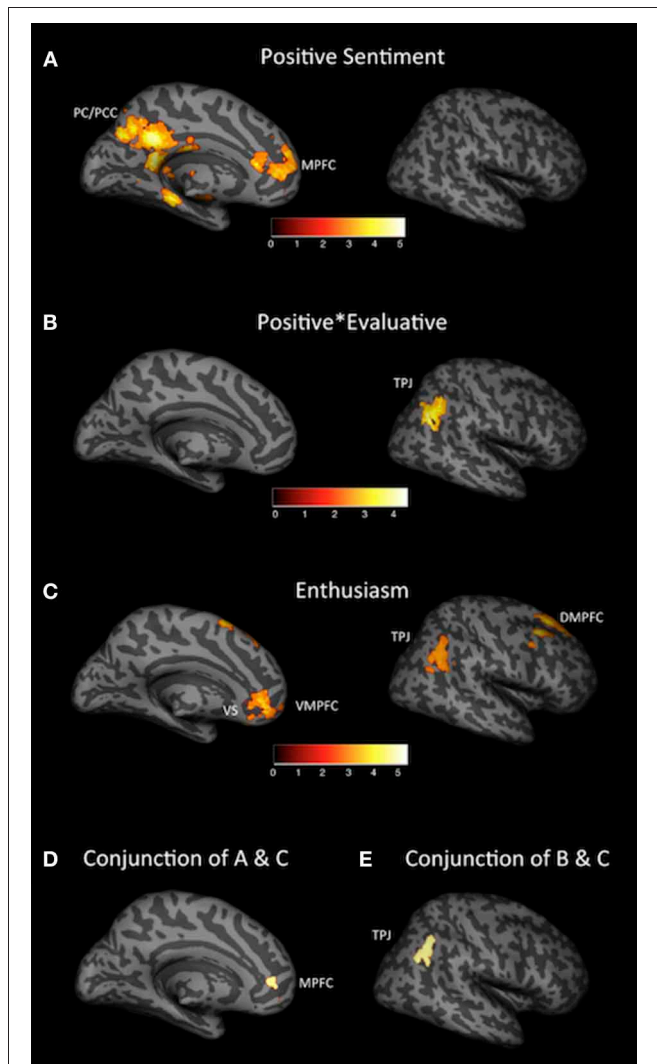 A Positive Sentiment
PC/PCC
MPFC
0 1 2 3 4 5
B Positive*Evaluative
TPJ
0 1 2 3 4
C Enthusiasm
DMPFC
TPJ
VS VMPFC
0 1 2 3 4 5
D Conjunction of A & C
E Conjunction of B & C
TPJ
MPFC